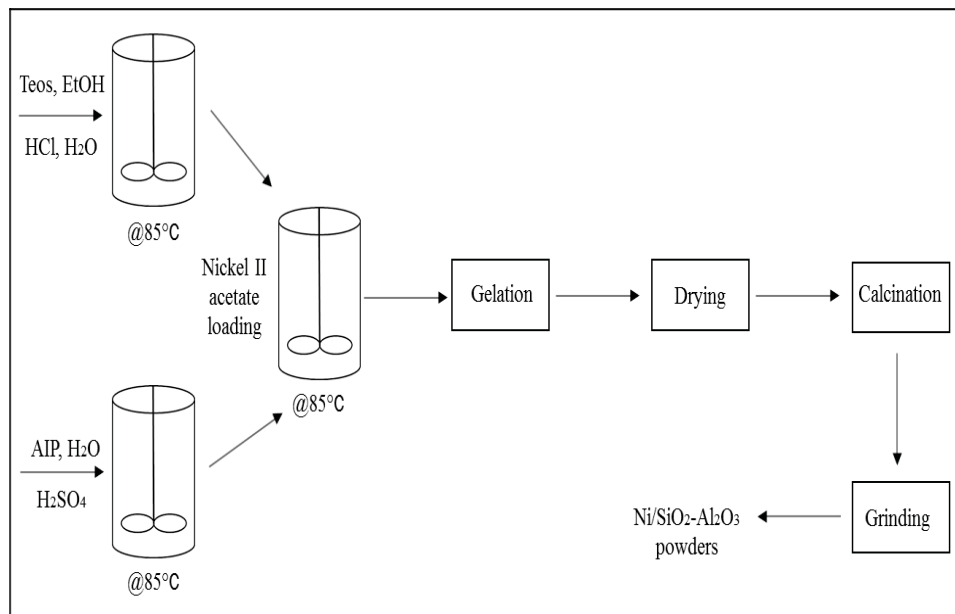 Teos, EtOH
HCl, H2O
@85°C
Nickel II
acetate
loading
@85°C
AIP, H2O
H2SO4
@85°C
Gelation
Drying
Calcination
Grinding
Ni/SiO2-Al2O3
powders